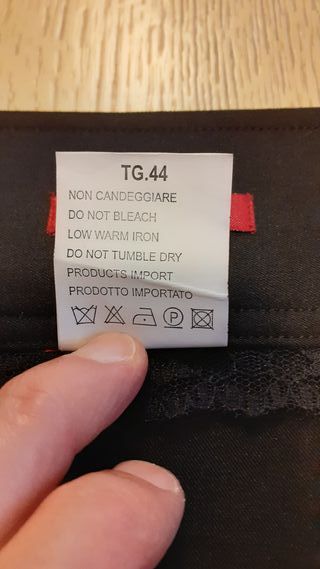 TG.44
NON CANDEGGIARE
DO NOT BLEACH
LOW WARM IRON
DO NOT TUMBLE DRY
PRODUCTS IMPORT
PRODOTTO IMPORTATO
P